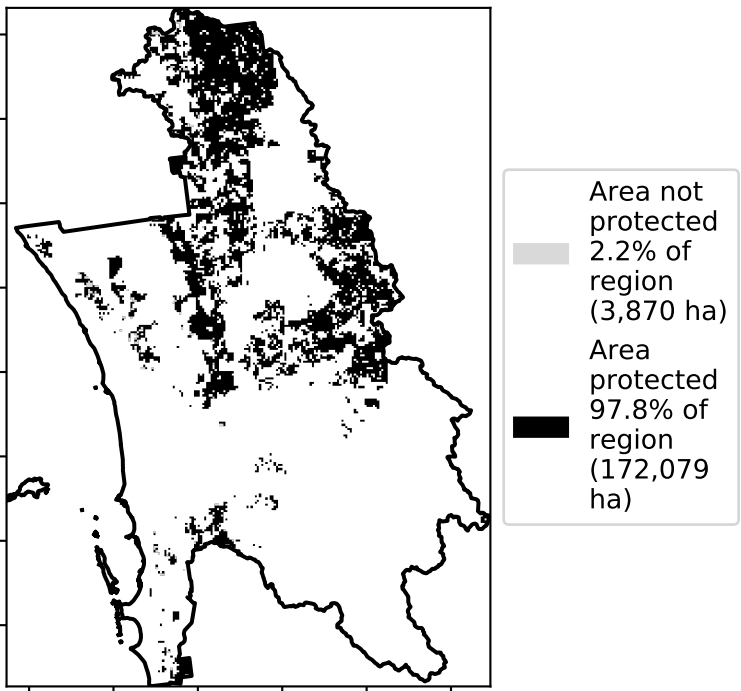 Area not
protected
2.2% of
region
(3,870 ha)
Area
protected
97.8% of
region
(172,079
ha)